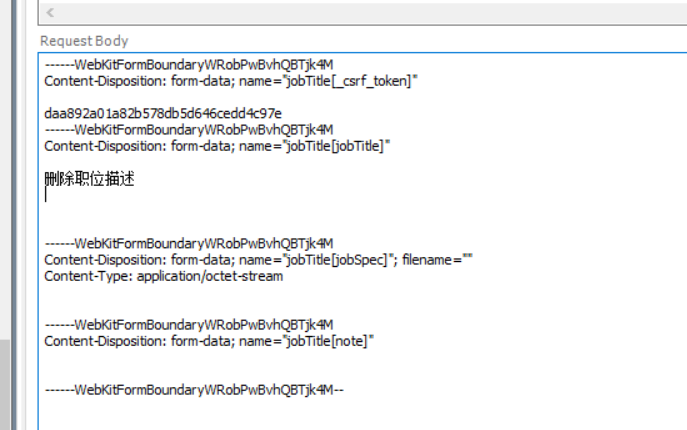 Request Body
------WebKitFormBoundaryWRobPwBvhQBTjk4M
Content-Disposition: form-data; name="jobTitle[_csrf_token]"
daa892a01a82b578db5d646cedd4c97e
------WebKitFormBoundaryWRobPwBvhQBTjk4M
Content-Disposition: form-data; name="jobTitle[jobTitle]"
删除职位描述
------WebKitFormBoundaryWRobPwBvhQBTjk4M
Content-Disposition: form-data; name="jobTitle[jobSpec]"; filename=""
Content-Type: application/octet-stream
------WebKitFormBoundaryWRobPwBvhQBTjk4M
Content-Disposition: form-data; name="jobTitle[note]"
------WebKitFormBoundaryWRobPwBvhQBTjk4M--